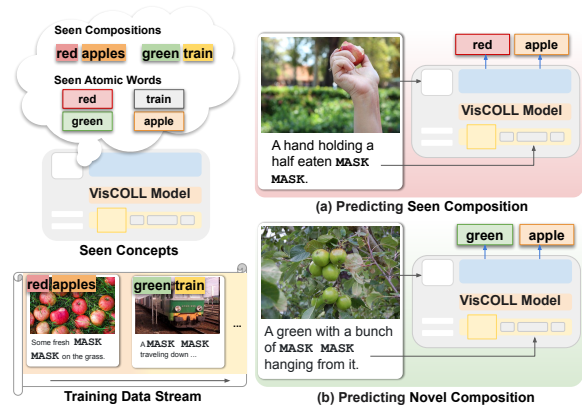 Seen Compositions
red apples green train
Seen Atomic Words
red train
green apple
VisCOLL Model
Seen Concepts
red apples
Some fresh MASK
MASK on the grass.
green train
A MASK MASK
traveling down ...
...
Training Data Stream
red apple
A hand holding a
half eaten MASK
MASK.
VisCOLL Model
(a) Predicting Seen Composition
green apple
A green with a bunch
of MASK MASK
hanging from it.
VisCOLL Model
(b) Predicting Novel Composition